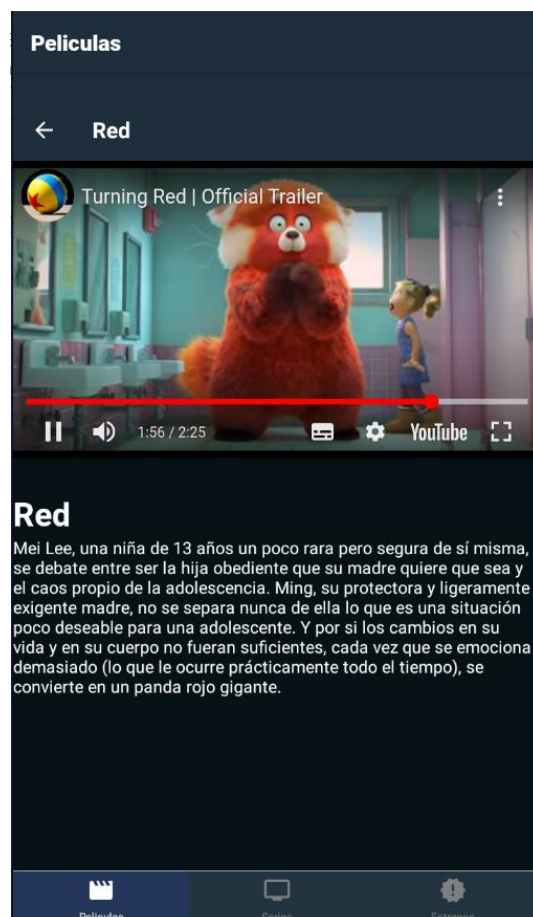 Peliculas
Red
Turning Red | Official Trailer
1:56 / 2:25
YouTube
Red
Mei Lee, una niña de 13 años un poco rara pero segura de sí misma,
se debate entre ser la hija obediente que su madre quiere que sea y
el caos propio de la adolescencia. Ming, su protectora y ligeramente
exigente madre, no se separa nunca de ella lo que es una situación
poco deseable para una adolescente. Y por si los cambios en su
vida y en su cuerpo no fueran suficientes, cada vez que se emociona
demasiado (lo que le ocurre prácticamente todo el tiempo), se
convierte en un panda rojo gigante.
Peliculas
Series
Estrenos